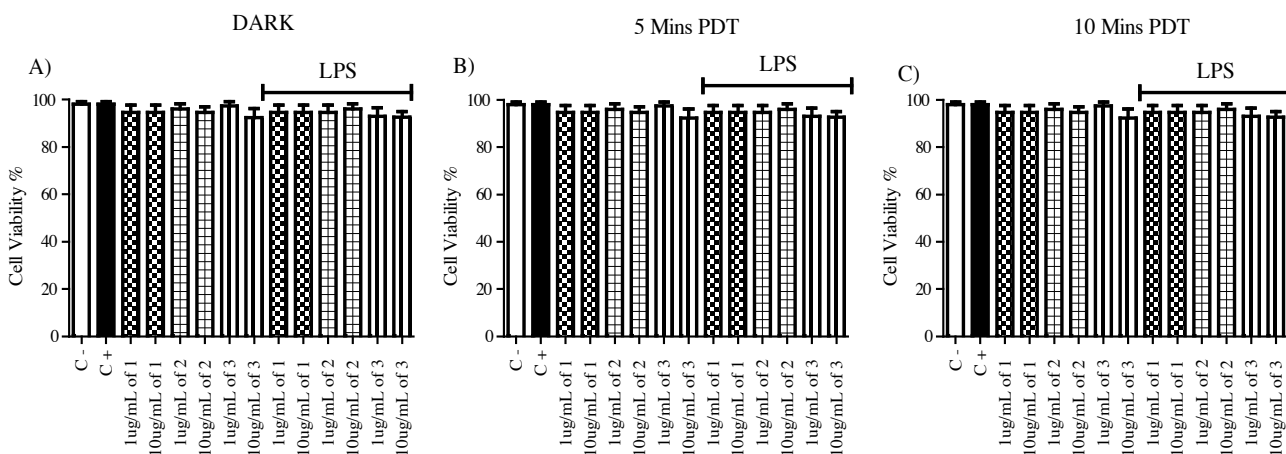 DARK
A)
LPS
Cell Viability %
100
80
60
40
20
0
C -
C +
1ug/mL of 1
10ug/mL of 1
1ug/mL of 2
10ug/mL of 2
1ug/mL of 3
10ug/mL of 3
1ug/mL of 1
10ug/mL of 1
1ug/mL of 2
10ug/mL of 2
1ug/mL of 3
10ug/mL of 3
5 Mins PDT
B)
LPS
Cell Viability %
100
80
60
40
20
0
C -
C +
1ug/mL of 1
10ug/mL of 1
1ug/mL of 2
10ug/mL of 2
1ug/mL of 3
10ug/mL of 3
1ug/mL of 1
10ug/mL of 1
1ug/mL of 2
10ug/mL of 2
1ug/mL of 3
10ug/mL of 3
10 Mins PDT
C)
LPS
Cell Viability %
100
80
60
40
20
0
C -
C +
1ug/mL of 1
10ug/mL of 1
1ug/mL of 2
10ug/mL of 2
1ug/mL of 3
10ug/mL of 3
1ug/mL of 1
10ug/mL of 1
1ug/mL of 2
10ug/mL of 2
1ug/mL of 3
10ug/mL of 3